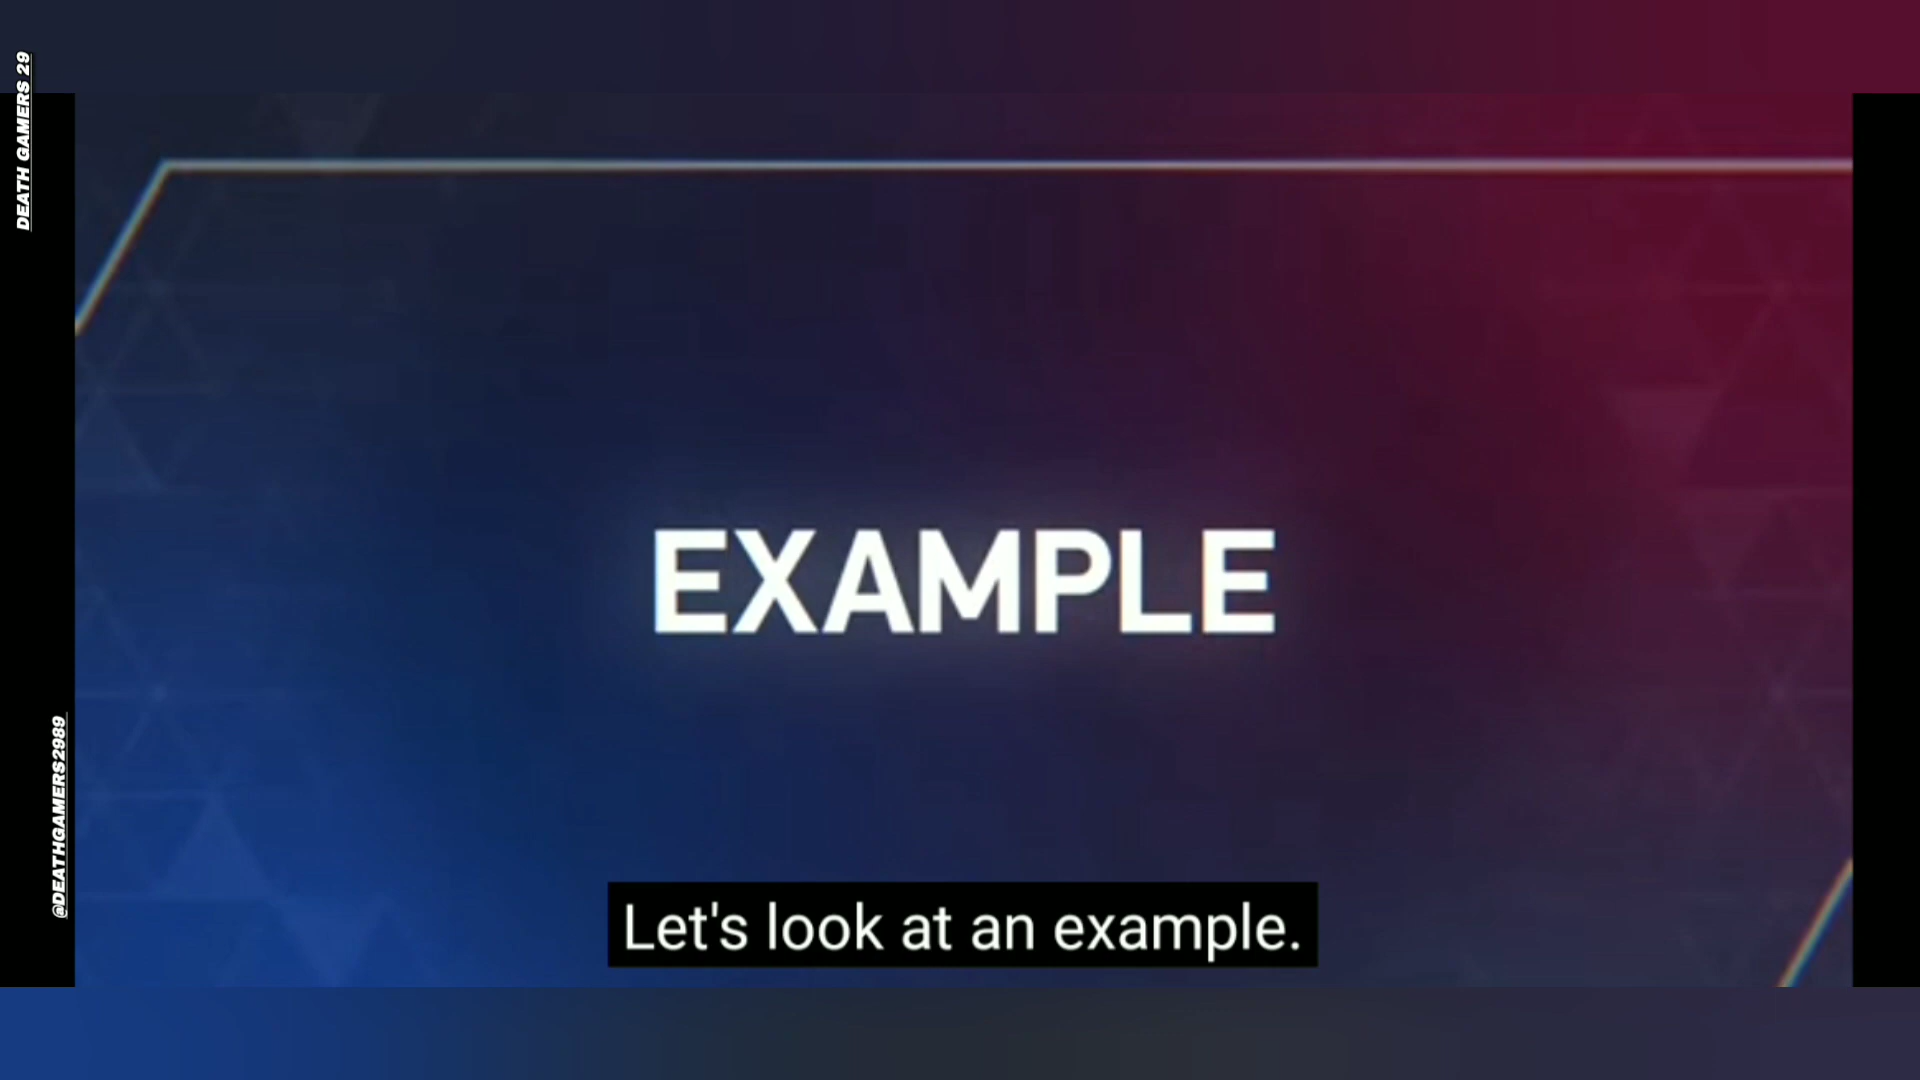 DEATH GAMERS 29
EXAMPLE
@DEATHGAMERS2989
Let's look at an example.